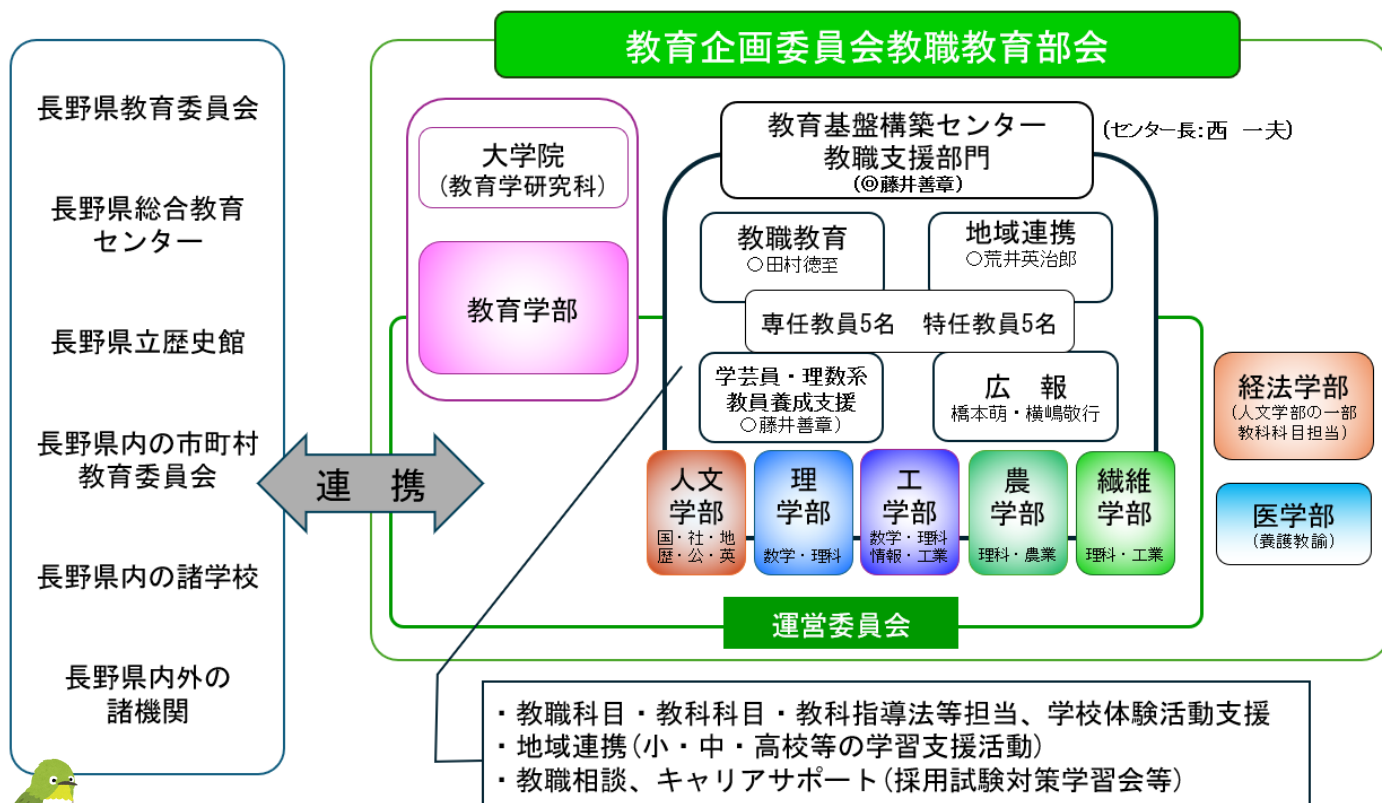 教育企画委員会教職教育部会
長野県教育委員会
長野県総合教育
センター
長野県立歴史館
長野県内の市町村
教育委員会
長野県内の諸学校
長野県内外の
諸機関
連　携
大学院
(教育学研究科)
教育学部
教育基盤構築センター
教職支援部門
(◎藤井善章)
(センター長:西　一夫)
教職教育
○田村徳至
地域連携
○荒井英治郎
専任教員5名　特任教員5名
学芸員・理数系
教員養成支援
○藤井善章)
広　報
橋本萌・横嶋敬行
人文
学部
国・社・地
歴・公・英
理
学部
数学・理科
工
学部
数学・理科
情報・工業
農
学部
理科・農業
繊維
学部
理科・工業
経法学部
(人文学部の一部
教科科目担当)
医学部
(養護教諭)
運営委員会
・教職科目・教科科目・教科指導法等担当、学校体験活動支援
・地域連携(小・中・高校等の学習支援活動)
・教職相談、キャリアサポート(採用試験対策学習会等)